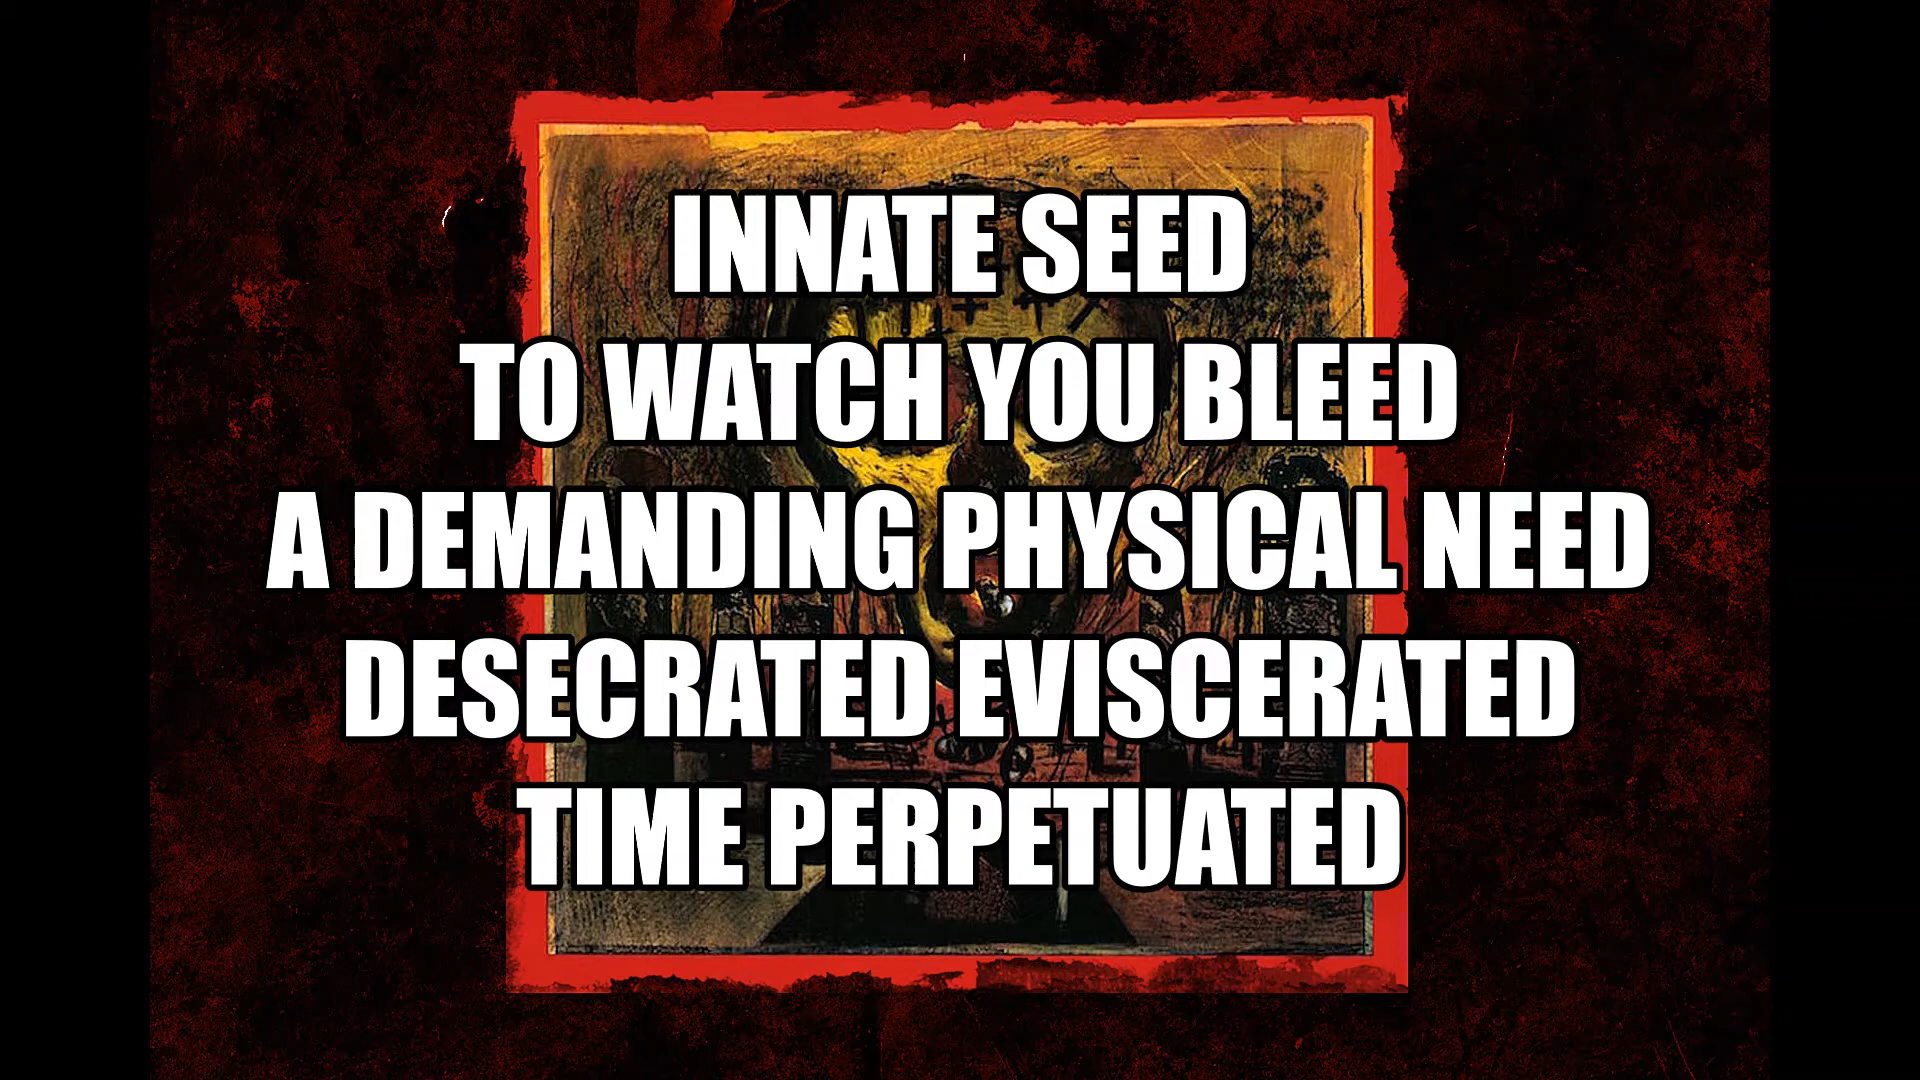 INNATE SEED
TO WATCH YOU BLEED
A DEMANDING PHYSICAL NEED
DESECRATED EVISCERATED
TIME PERPETUATED